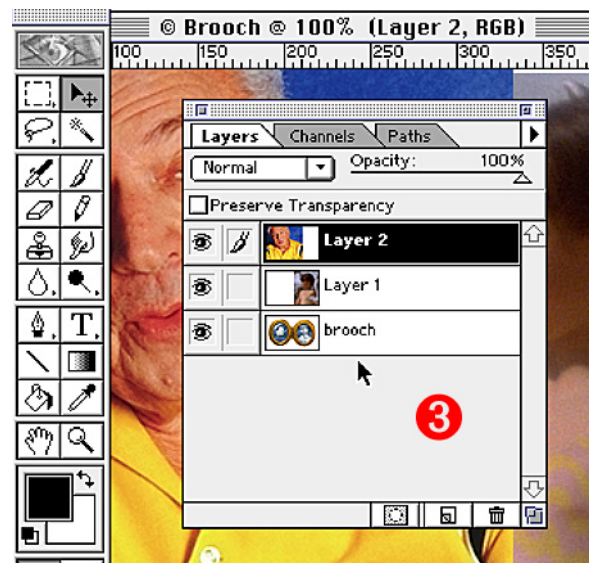 © Brooch @ 100% (Layer 2, RGB)
100 150 200 250 300 350
Layers Channels Paths
Normal Opacity: 100%
Preserve Transparency
Layer 2
Layer 1
brooch
3
T